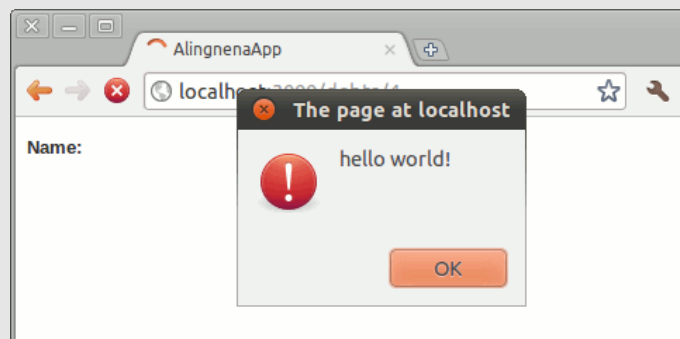 AlingnenaApp
localhost
The page at localhost
Name:
hello world!
OK